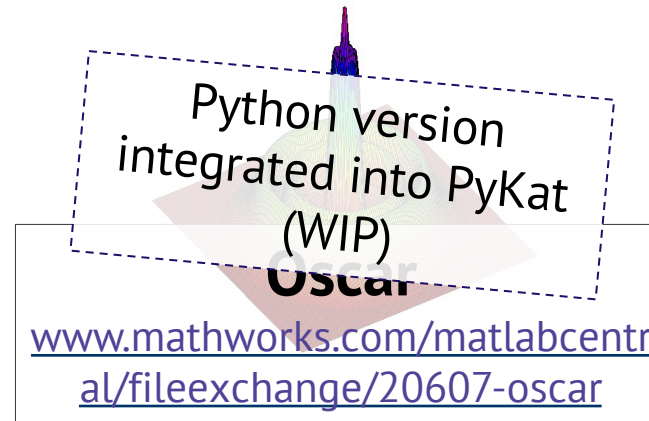 Python version
integrated into PyKat
(WIP)
Oscar
www.mathworks.com/matlabcentr
al/fileexchange/20607-oscar